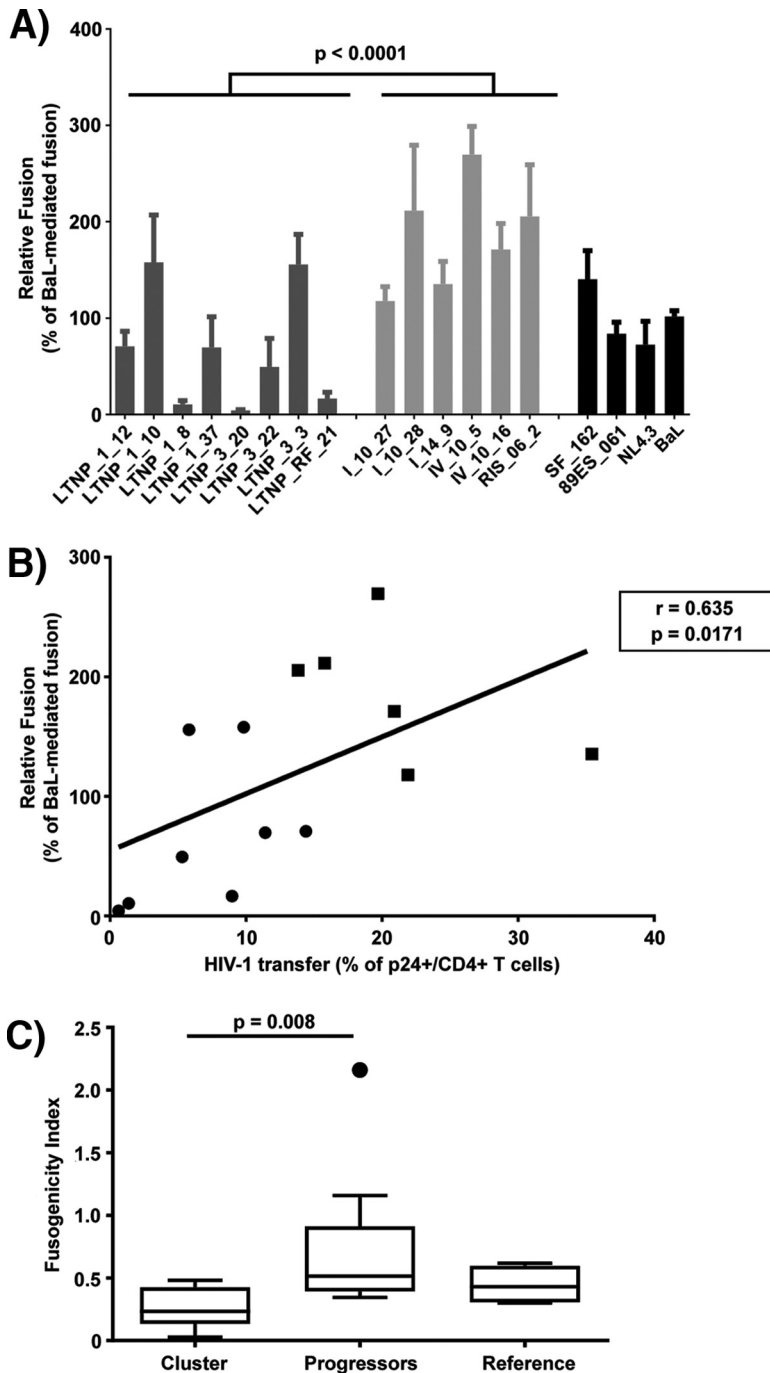 A)
400
300
200
100
0
Relative Fusion
(% of BaL-mediated fusion)
p < 0.0001
LTNP_1_12
LTNP_1_10
LTNP_1_8
LTNP_1_37
LTNP_3_20
LTNP_3_22
LTNP_3_3
LTNP_RF_21
I_10_27
I_10_28
I_14_9
IV_10_5
IV_10_16
RIS_06_2
SF_162
89ES_061
NL4.3
BaL
B)
300
200
100
0
Relative Fusion
(% of BaL-mediated fusion)
r = 0.635
p = 0.0171
0 10 20 30 40
HIV-1 transfer (% of p24+/CD4+ T cells)
C)
2.5
2.0
1.5
1.0
0.5
0
Fusogenicity Index
p = 0.008
Cluster Progressors Reference